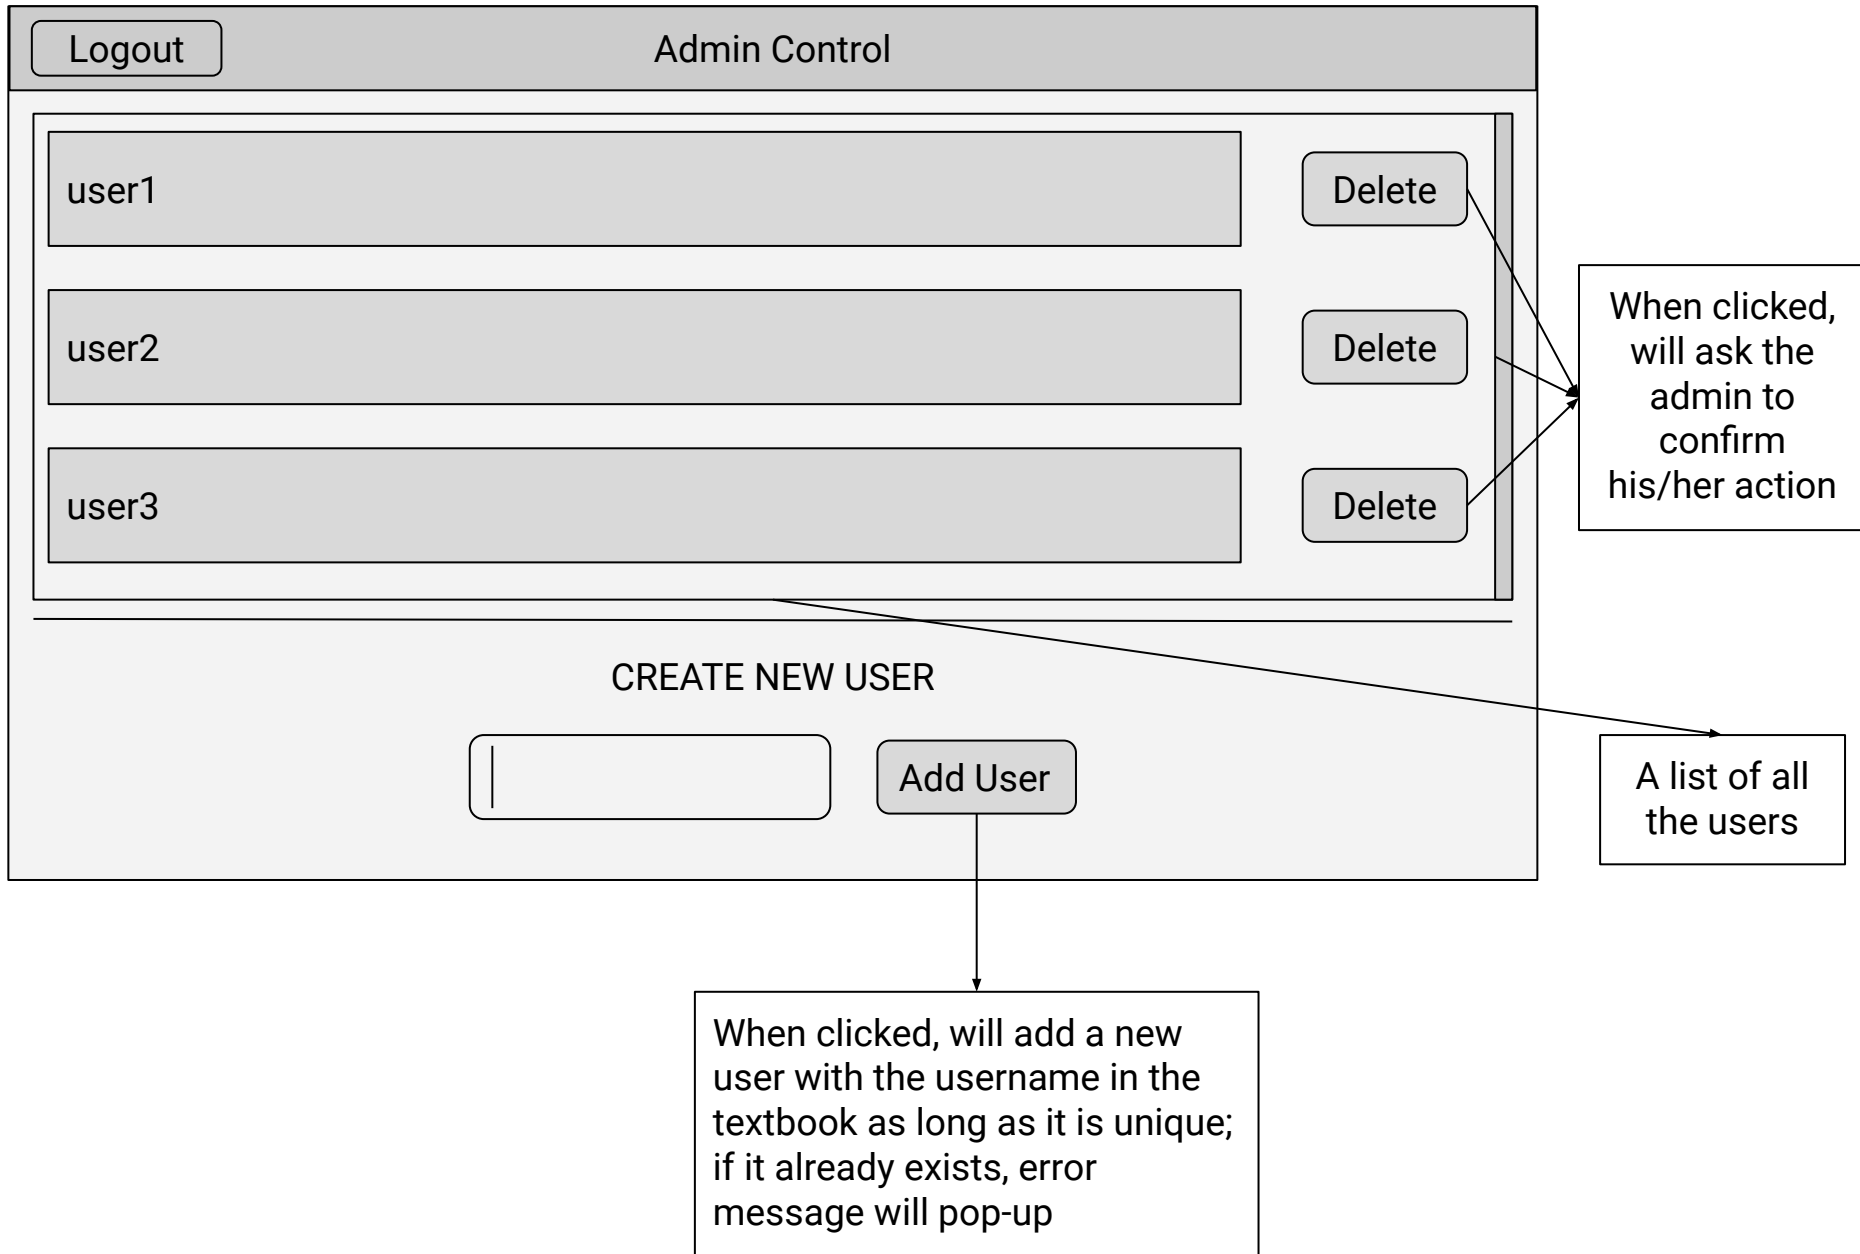 Logout
Admin Control
user1
Delete
user2
Delete
user3
Delete
When clicked,
will ask the
admin to
confirm
his/her action
CREATE NEW USER
Add User
A list of all
the users
When clicked, will add a new
user with the username in the
textbook as long as it is unique;
if it already exists, error
message will pop-up